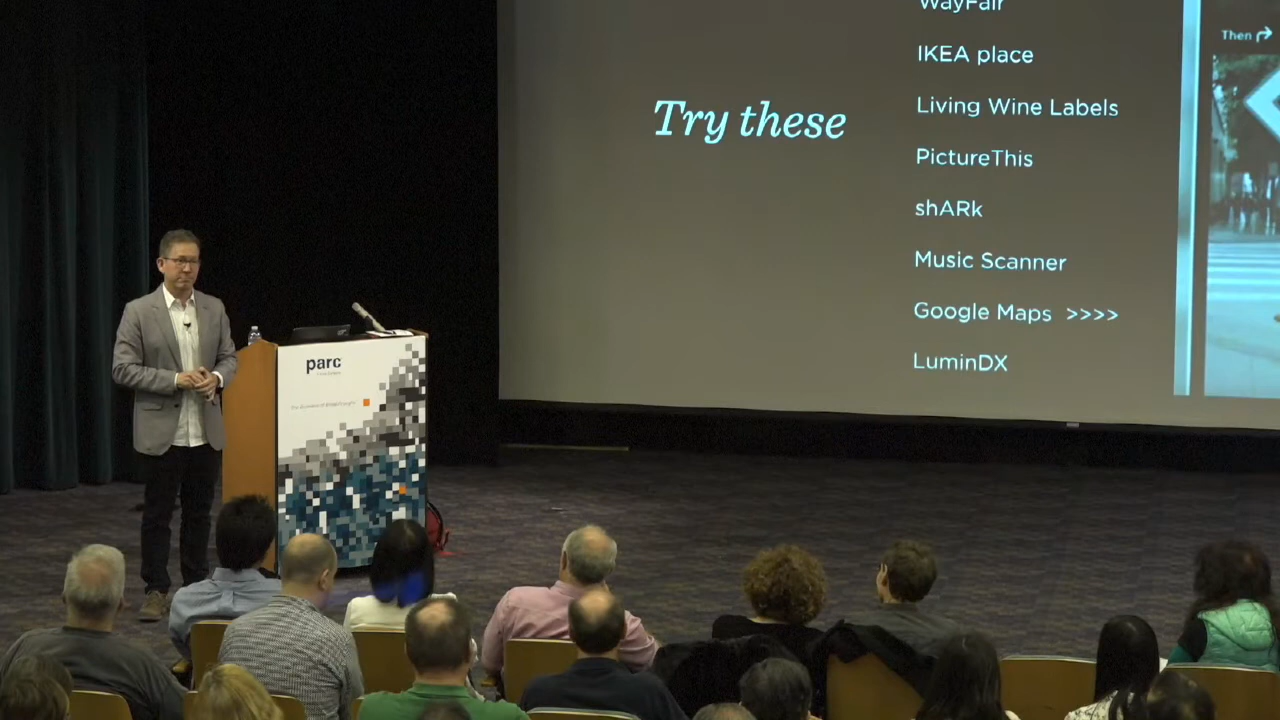 WayFair
IKEA place
Living Wine Labels
Try these
PictureThis
shARk
Music Scanner
Google Maps >>>>
LuminDX
Then
parc